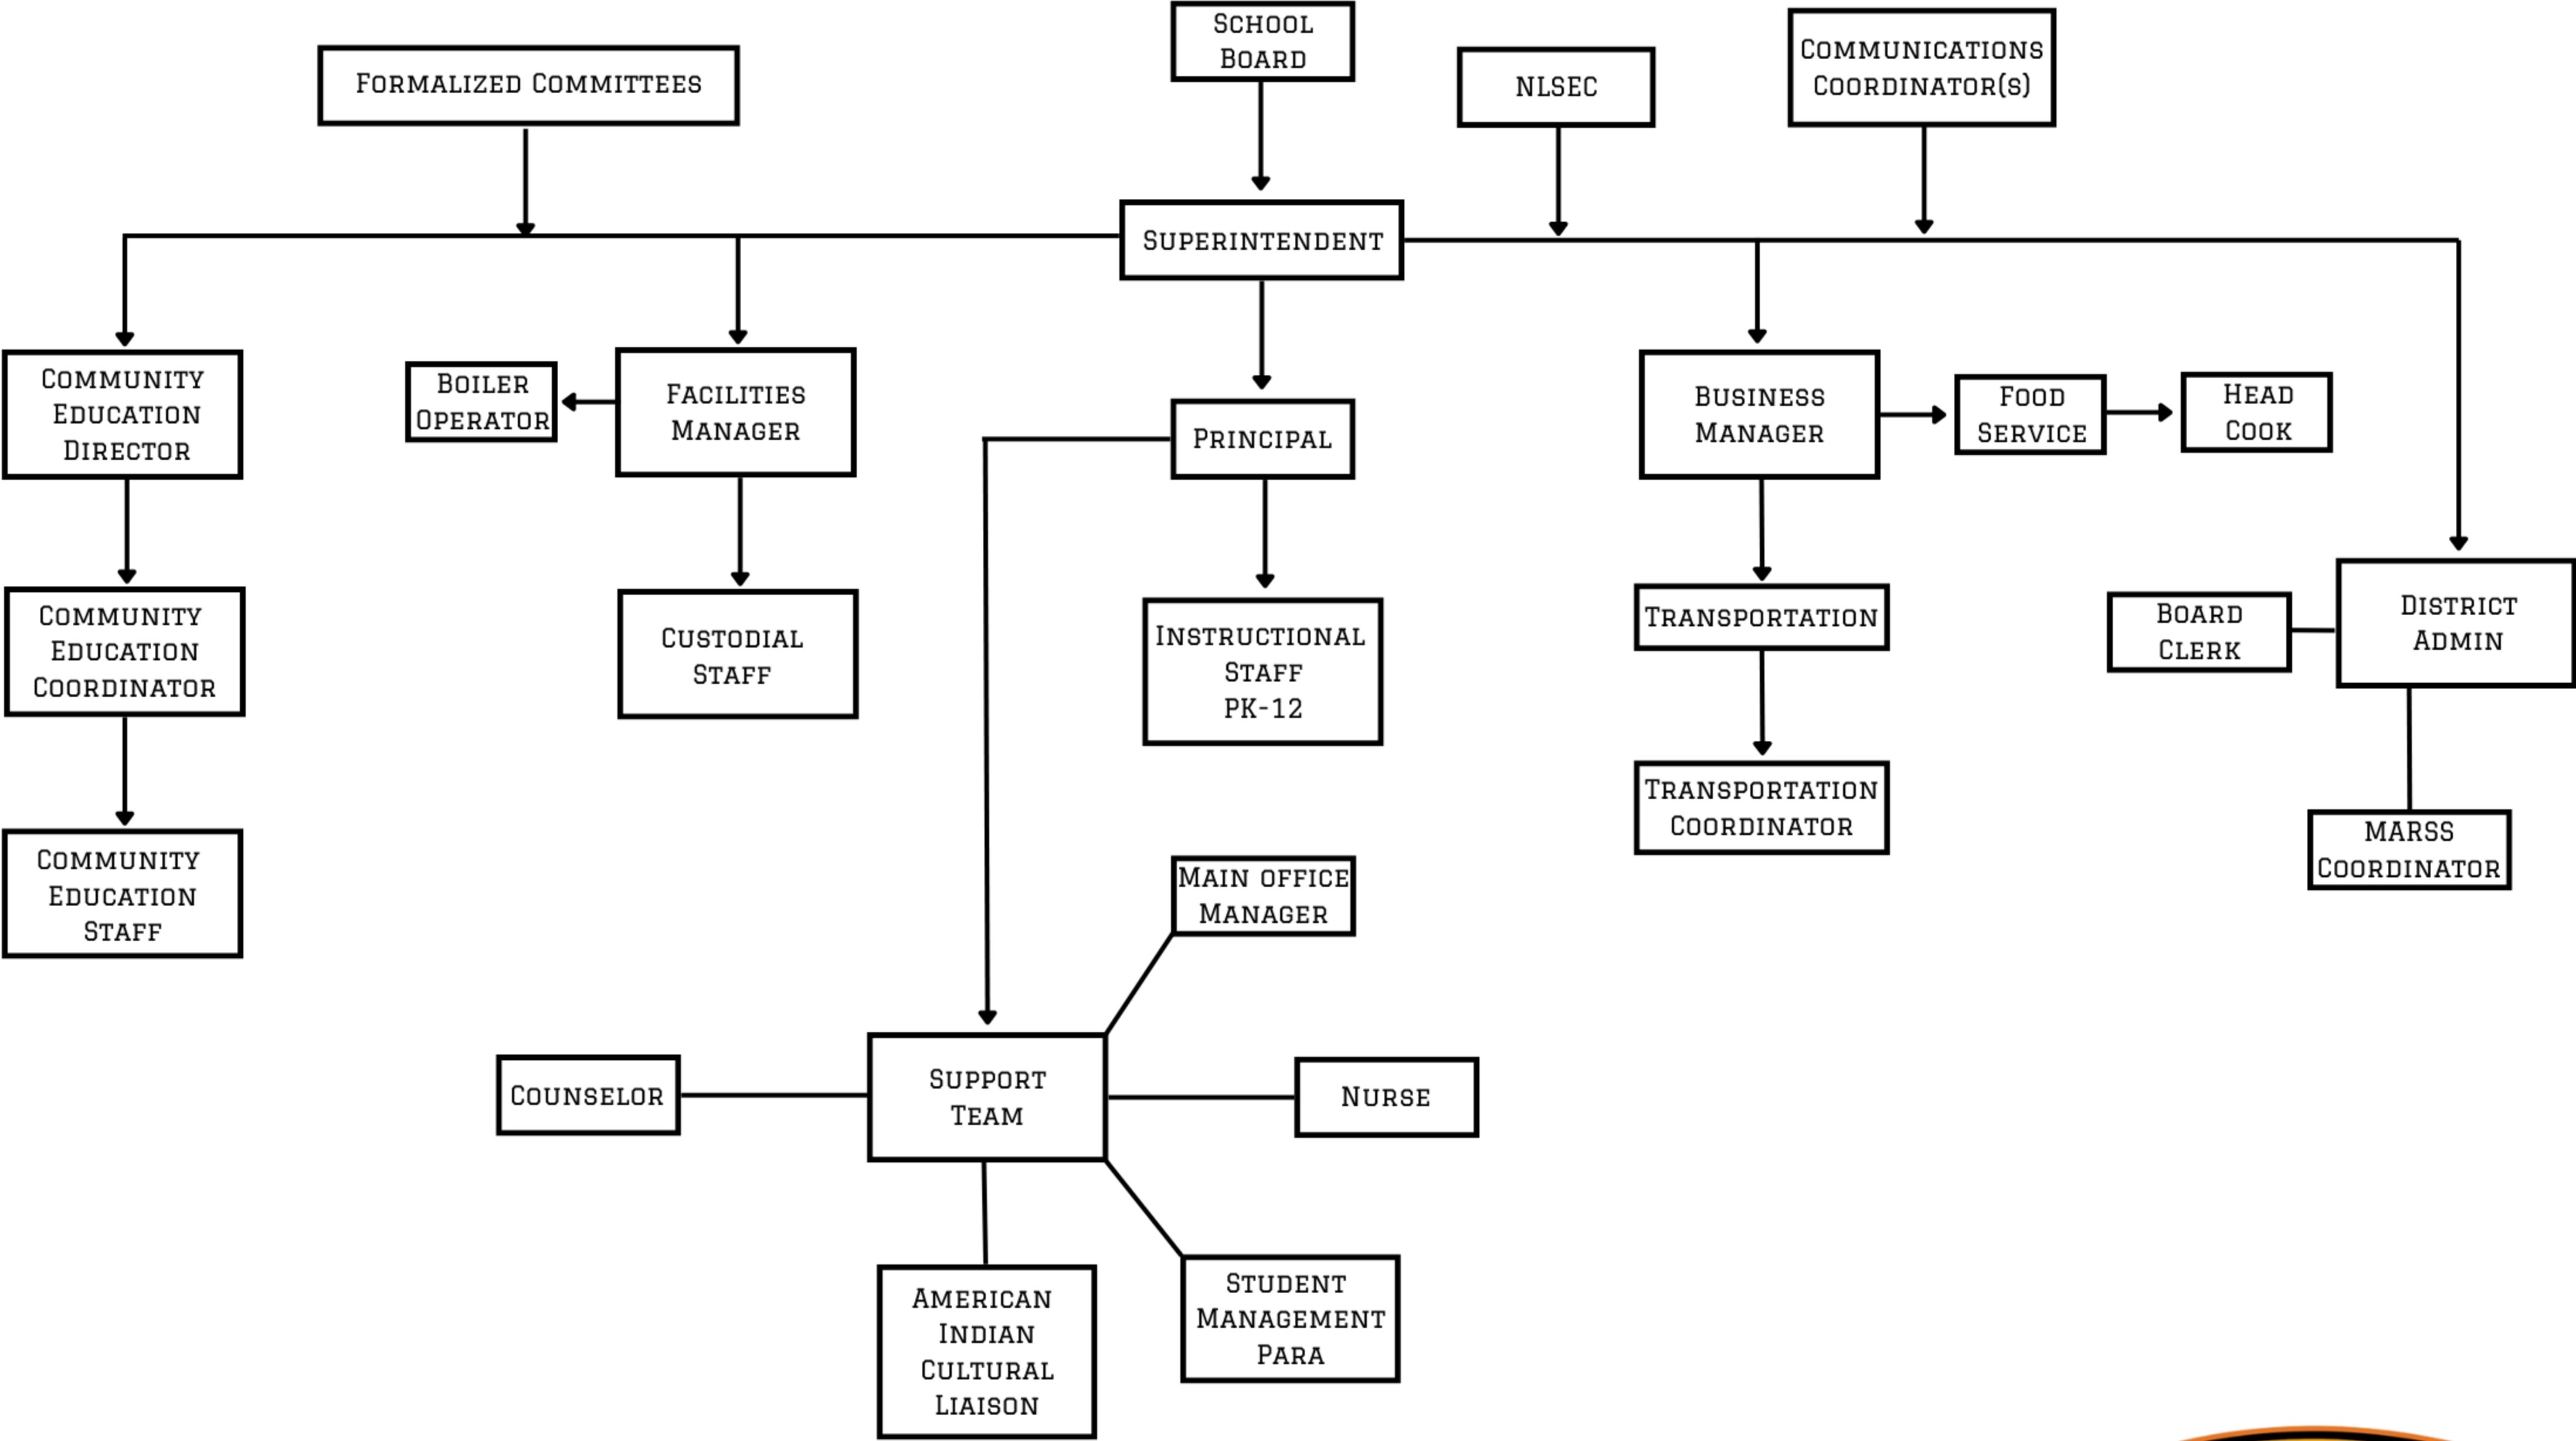 School
Board
Communications
Coordinator(s)
Formalized Committees
NLSEC
Superintendent
Community
Education
Director
Boiler
Operator
Facilities
Manager
Principal
Business
Manager
Food
Service
Head
Cook
Community
Education
Coordinator
Custodial
Staff
Instructional
Staff
PK-12
Transportation
Board
Clerk
District
Admin
Transportation
Coordinator
MARSS
Coordinator
Community
Education
Staff
Main office
Manager
Counselor
Support
Team
Nurse
American
Indian
Cultural
Liaison
Student
Management
Para